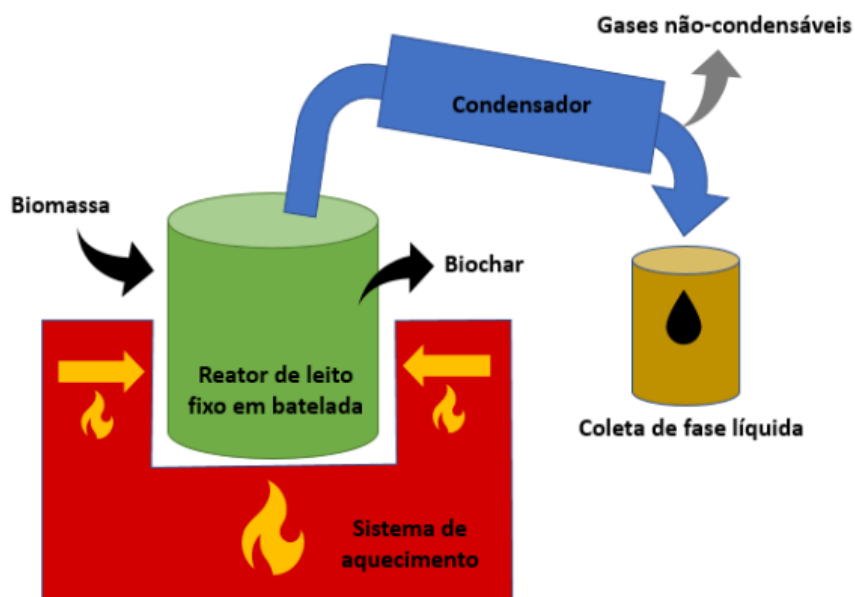 Gases não-condensáveis
Condensador
Biomassa
Biochar
Reator de leito
fixo em batelada
Coleta de fase líquida
Sistema de
aquecimento